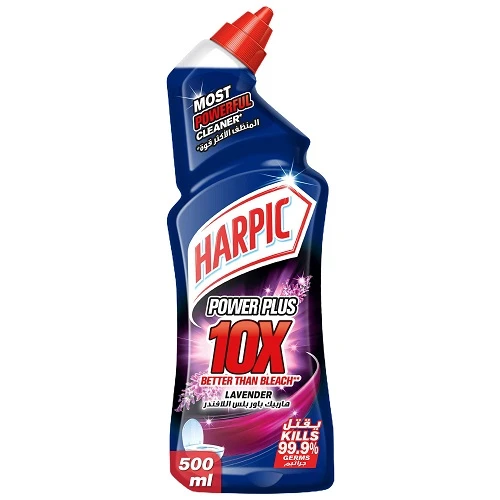 MOST
POWERFUL
CLEANER*
المنظف الأكثر قوة*
HARPIC
POWER PLUS
10X
BETTER THAN BLEACH**
LAVENDER
هاربيك باور بلس اللافندر
يقتل
KILLS
99.9%
GERMS
جراثيم
500
ml